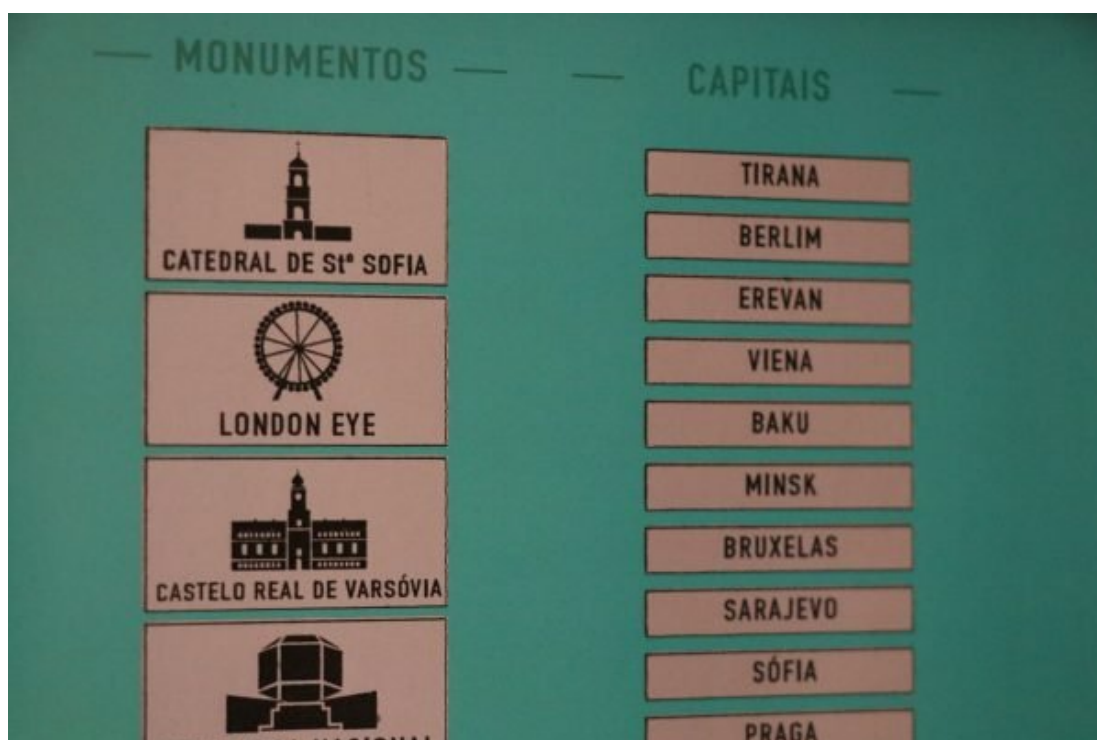 MONUMENTOS
CATEDRAL DE Stª SOFIA
LONDON EYE
CASTELO REAL DE VARSÓVIA
NACIONAL
CAPITAIS
TIRANA
BERLIM
EREVAN
VIENA
BAKU
MINSK
BRUXELAS
SARAJEVO
SÓFIA
PRAGA